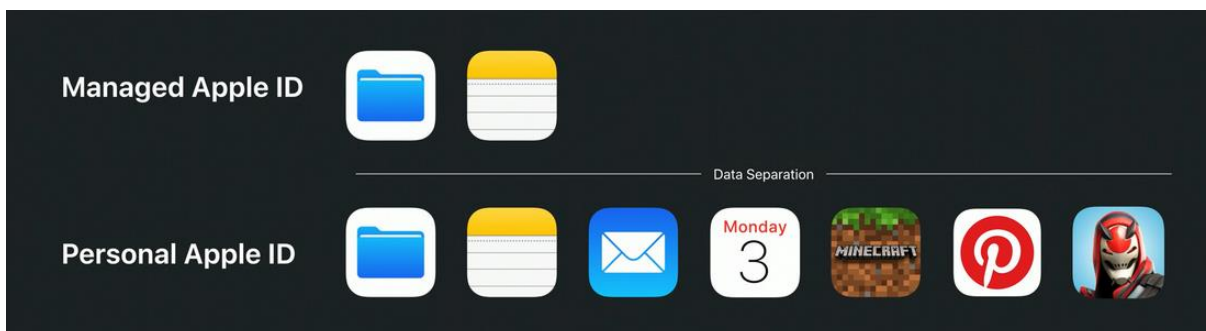 Managed Apple ID
Data Separation
Personal Apple ID
Monday
3
MINECRAFT